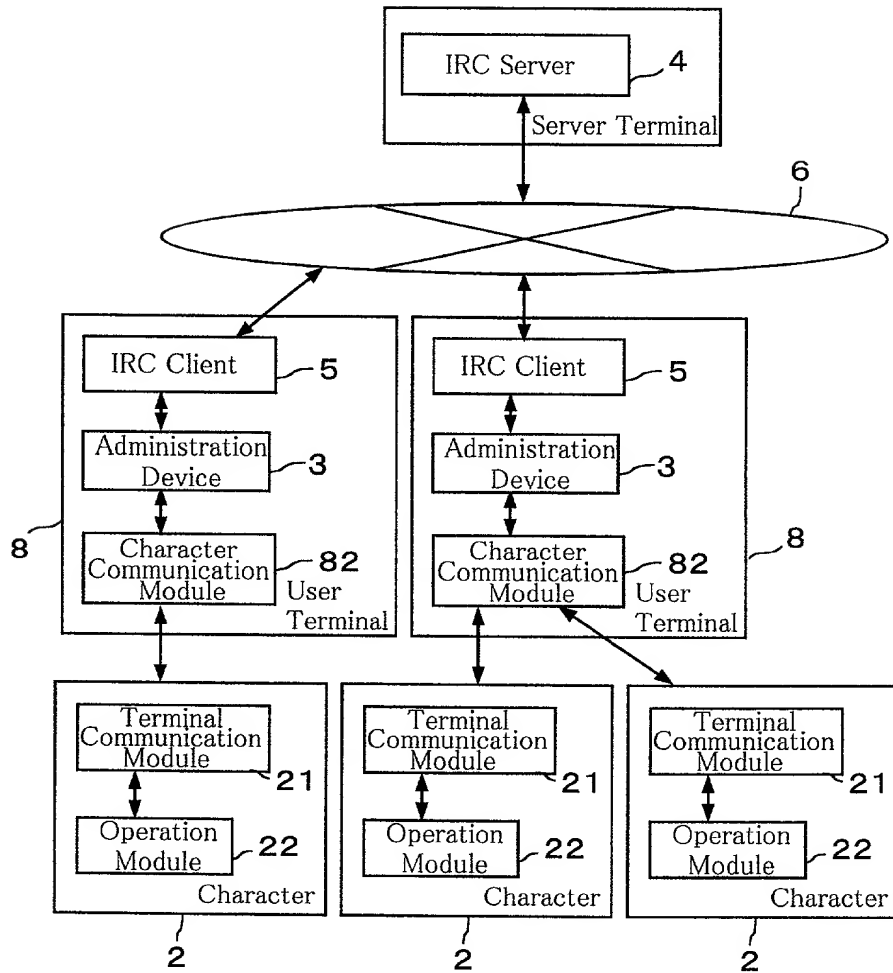 IRC Server
4
Server Terminal
6
IRC Client
5
Administration
Device
3
Character
Communication
Module
82
User
Terminal
8
IRC Client
5
Administration
Device
3
Character
Communication
Module
82
User
Terminal
8
Terminal
Communication
Module
21
Operation
Module
22
Character
2
Terminal
Communication
Module
21
Operation
Module
22
Character
2
Terminal
Communication
Module
21
Operation
Module
22
Character
2